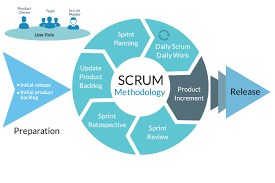 Product
Owner
Team
Scrum
Master
User Role
Sprint
Planning
Daily Scrum
Daily Work
Update
Product
Backlog
SCRUM
Methodology
Product
Increment
Release
• Initial release
• Initial product
backlog
Preparation
Sprint
Retrospective
Sprint
Review